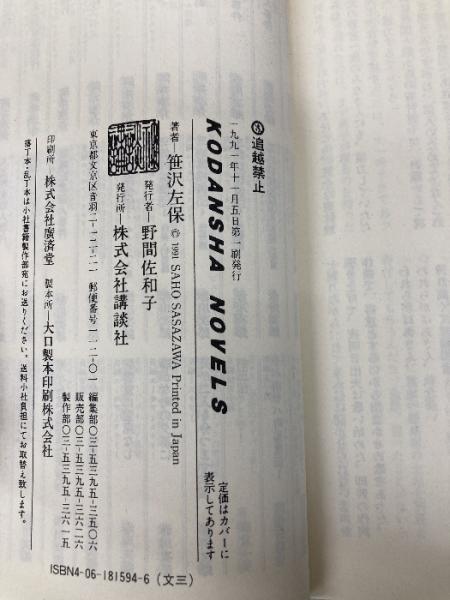 追越禁止
一九九一年十一月五日第一刷発行
KODANSHA NOVELS
定価はカバーに
表示してあります
著者―笹沢左保 © 1991 SAHO SASAZAWA Printed in Japan
発行者―野間佐和子
発行所―株式会社講談社
東京都文京区音羽二-一二-二一 郵便番号一一二-〇一
編集部〇三-五三九五-三五〇六
販売部〇三-五三九五-三六二六
製作部〇三-五三九五-三六一五
印刷所 株式会社廣済堂 製本所―大口製本印刷株式会社
落丁本・乱丁本は小社書籍製作部宛にお送りください。送料小社負担にてお取替え致します。
ISBN4-06-181594-6 (文三)